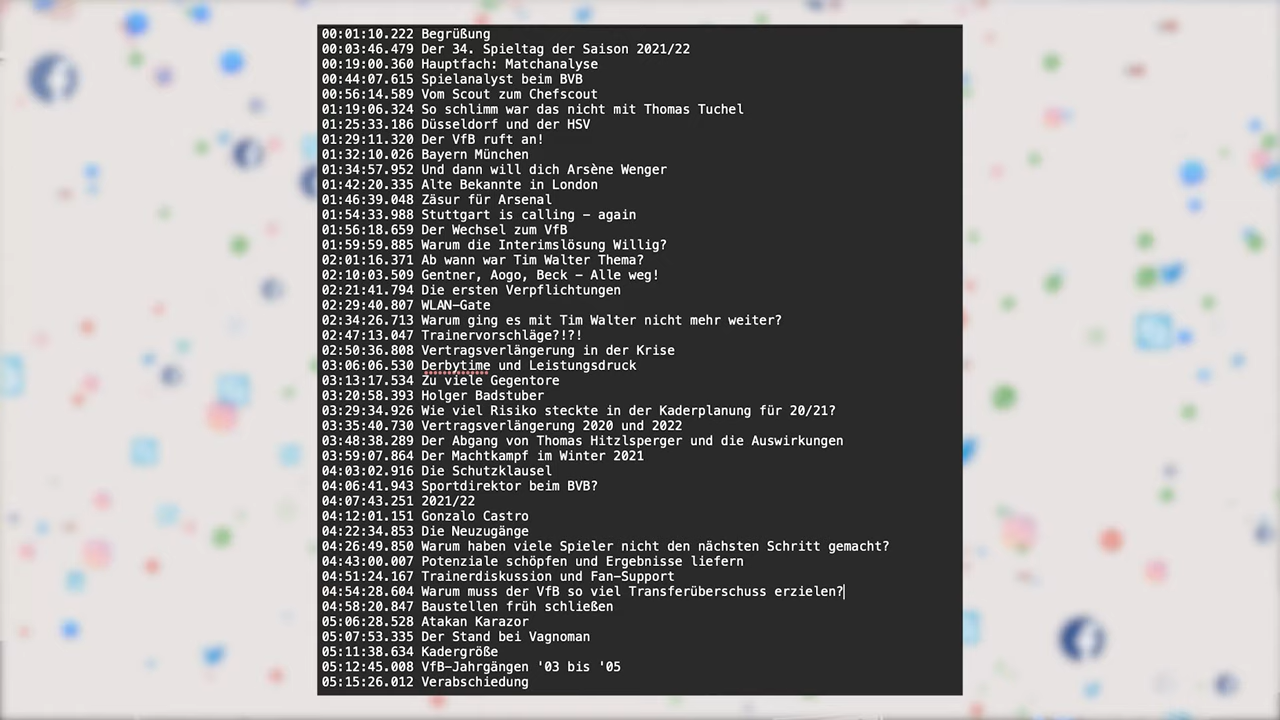 00:01:10.222 Begrüßung
00:03:46.479 Der 34. Spieltag der Saison 2021/22
00:19:00.360 Hauptfach: Matchanalyse
00:44:07.615 Spielanalyst beim BVB
00:56:14.589 Vom Scout zum Chefscout
01:19:06.324 So schlimm war das nicht mit Thomas Tuchel
01:25:33.186 Düsseldorf und der HSV
01:29:11.320 Der VfB ruft an!
01:32:10.026 Bayern München
01:34:57.952 Und dann will dich Arsène Wenger
01:42:20.335 Alte Bekannte in London
01:46:39.048 Zäsur für Arsenal
01:54:33.988 Stuttgart is calling – again
01:56:18.659 Der Wechsel zum VfB
01:59:59.885 Warum die Interimslösung Willig?
02:01:16.371 Ab wann war Tim Walter Thema?
02:10:03.509 Gentner, Aogo, Beck – Alle weg!
02:21:41.794 Die ersten Verpflichtungen
02:29:40.807 WLAN-Gate
02:34:26.713 Warum ging es mit Tim Walter nicht mehr weiter?
02:47:13.047 Trainervorschläge?!?!
02:50:36.808 Vertragsverlängerung in der Krise
03:06:06.530 Derbytime und Leistungsdruck
03:13:17.534 Zu viele Gegentore
03:20:58.393 Holger Badstuber
03:29:34.926 Wie viel Risiko steckte in der Kaderplanung für 20/21?
03:35:40.730 Vertragsverlängerung 2020 und 2022
03:48:38.289 Der Abgang von Thomas Hitzlsperger und die Auswirkungen
03:59:07.864 Der Machtkampf im Winter 2021
04:03:02.916 Die Schutzklausel
04:06:41.943 Sportdirektor beim BVB?
04:07:43.251 2021/22
04:12:01.151 Gonzalo Castro
04:22:34.853 Die Neuzugänge
04:26:49.850 Warum haben viele Spieler nicht den nächsten Schritt gemacht?
04:43:00.007 Potenziale schöpfen und Ergebnisse liefern
04:51:24.167 Trainerdiskussion und Fan-Support
04:54:28.604 Warum muss der VfB so viel Transferüberschuss erzielen?
04:58:20.847 Baustellen früh schließen
05:06:28.528 Atakan Karazor
05:07:53.335 Der Stand bei Vagnoman
05:11:38.634 Kadergröße
05:12:45.008 VfB-Jahrgängen '03 bis '05
05:15:26.012 Verabschiedung